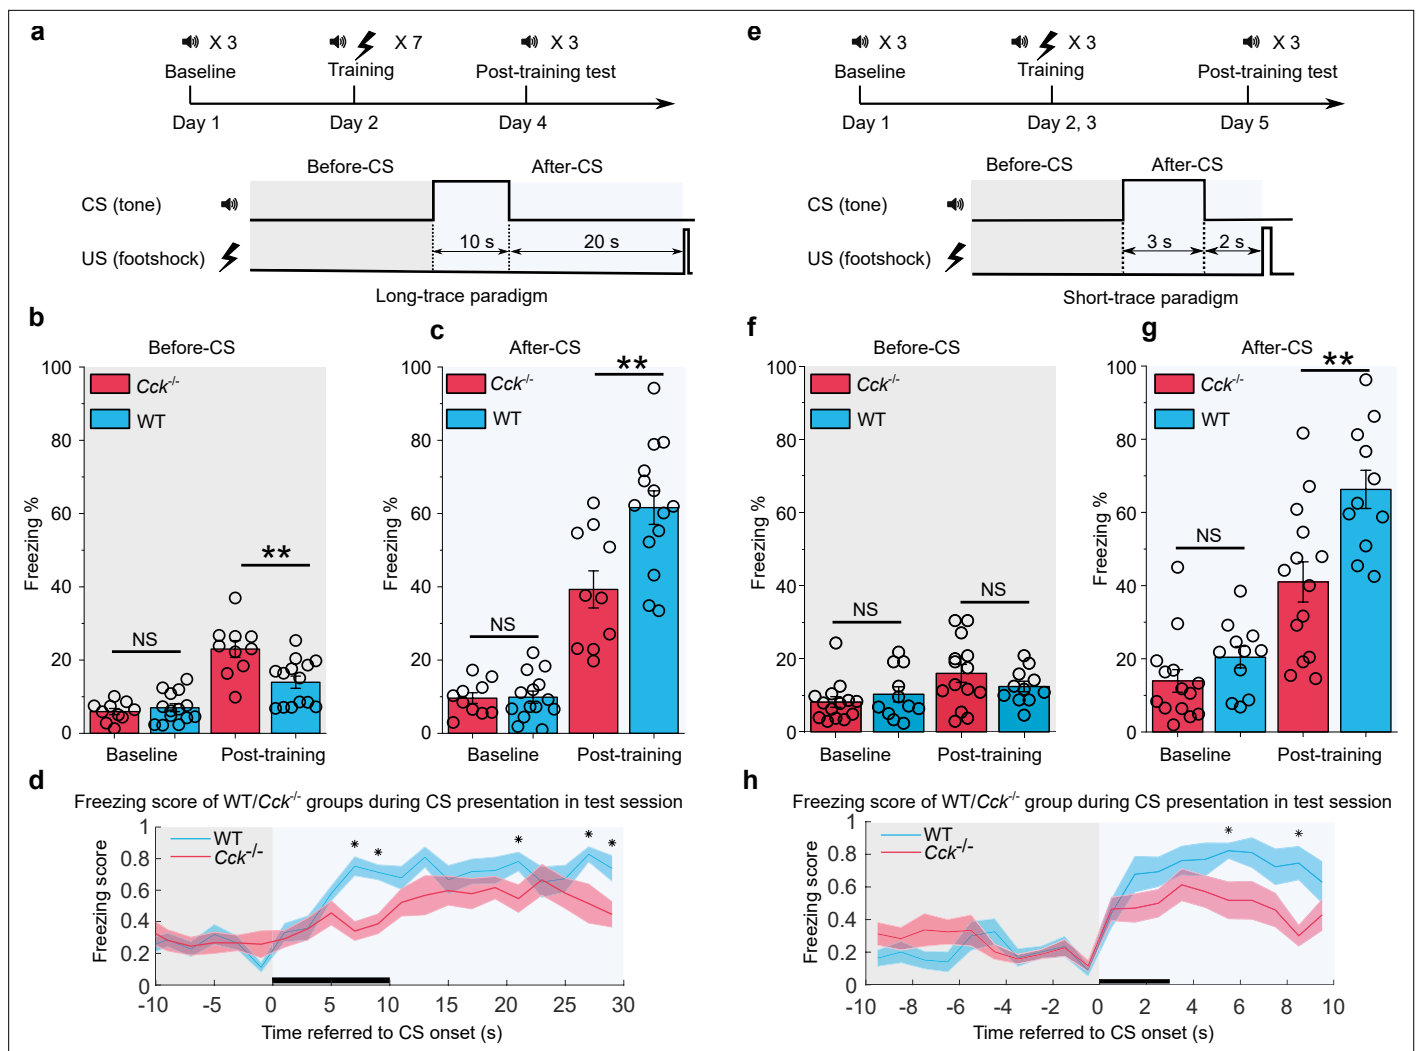 a
X 3
X 7
X 3
Baseline
Training
Post-training test
Day 1
Day 2
Day 4
Before-CS
After-CS
CS (tone)
10 s
20 s
US (footshock)
Long-trace paradigm
e
X 3
X 3
X 3
Baseline
Training
Post-training test
Day 1
Day 2, 3
Day 5
Before-CS
After-CS
CS (tone)
3 s
2 s
US (footshock)
Short-trace paradigm
b
Before-CS
100
80
60
40
20
0
Freezing %
Cck-/-
WT
NS
**
Baseline
Post-training
c
After-CS
100
80
60
40
20
0
Freezing %
Cck-/-
WT
NS
**
Baseline
Post-training
f
Before-CS
100
80
60
40
20
0
Freezing %
Cck-/-
WT
NS
NS
Baseline
Post-training
g
After-CS
100
80
60
40
20
0
Freezing %
Cck-/-
WT
NS
**
Baseline
Post-training
d
Freezing score of WT/Cck-/- groups during CS presentation in test session
1
0.8
0.6
0.4
0.2
0
Freezing score
WT
Cck-/-
* * * * *
-10 -5 0 5 10 15 20 25 30
Time referred to CS onset (s)
h
Freezing score of WT/Cck-/- group during CS presentation in test session
1
0.8
0.6
0.4
0.2
0
Freezing score
WT
Cck-/-
* *
-10 -8 -6 -4 -2 0 2 4 6 8 10
Time referred to CS onset (s)